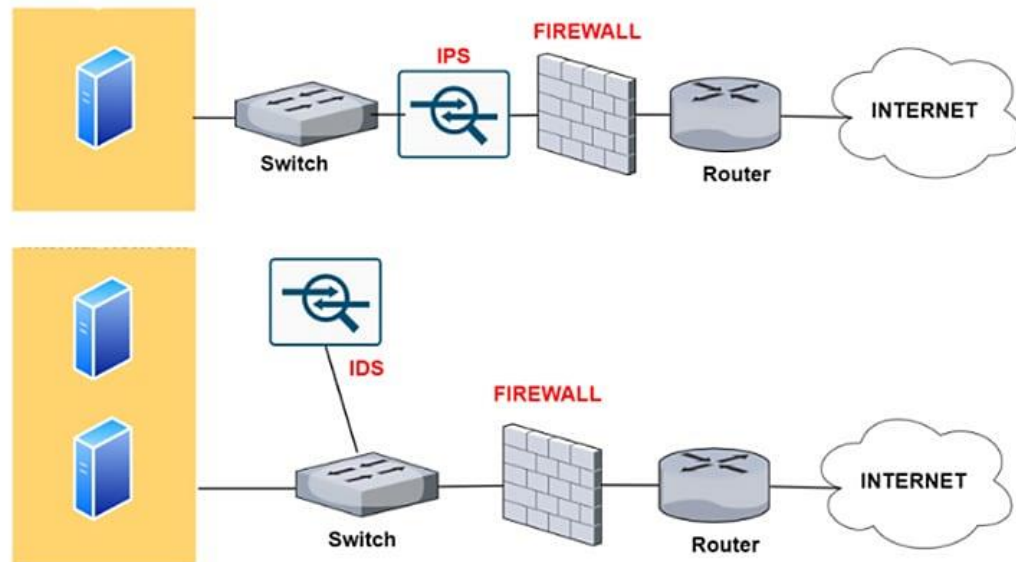 FIREWALL
IPS
INTERNET
Switch
Router
IDS
FIREWALL
INTERNET
Switch
Router